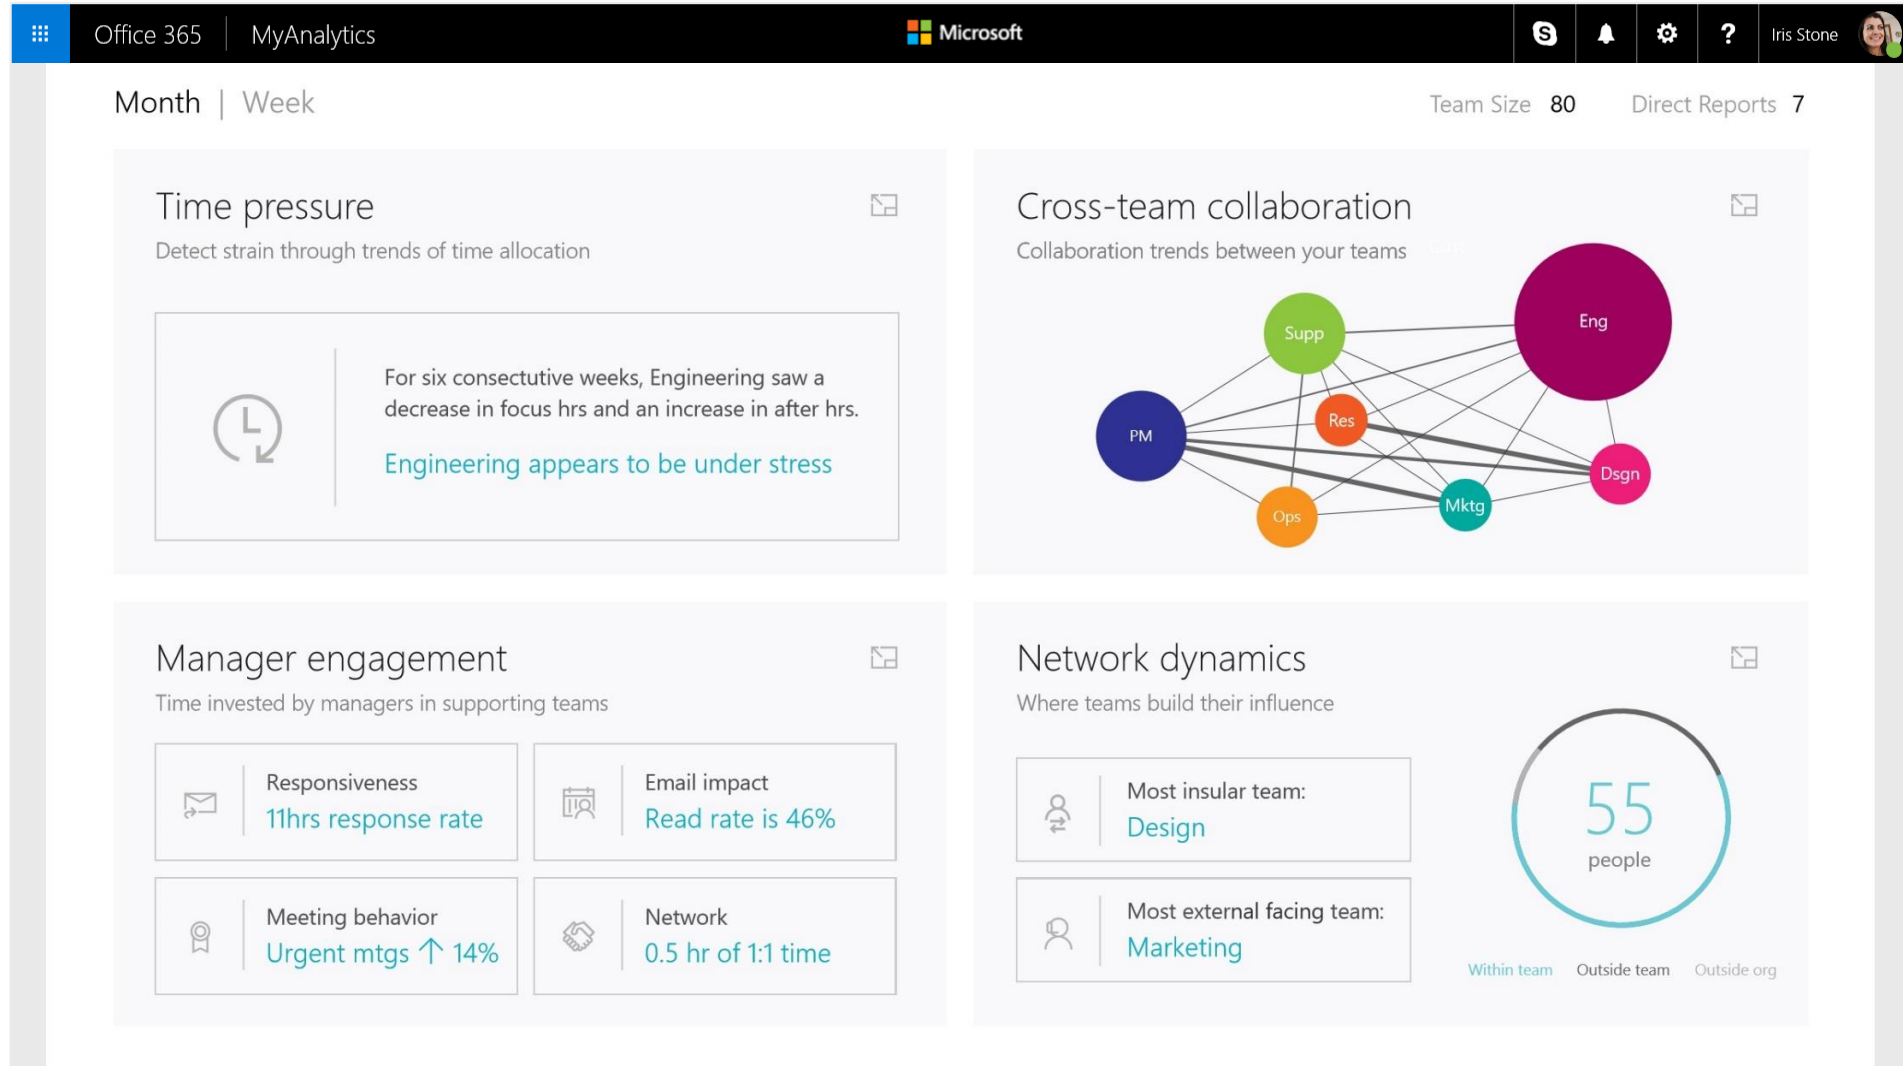 Office 365 | MyAnalytics
Microsoft
Iris Stone
Month | Week
Team Size 80
Direct Reports 7
Time pressure
Detect strain through trends of time allocation
For six consectutive weeks, Engineering saw a
decrease in focus hrs and an increase in after hrs.
Engineering appears to be under stress
Cross-team collaboration
Collaboration trends between your teams
Eng
Supp
Res
PM
Dsgn
Mktg
Ops
Manager engagement
Time invested by managers in supporting teams
Responsiveness
11hrs response rate
Email impact
Read rate is 46%
Meeting behavior
Urgent mtgs ↑ 14%
Network
0.5 hr of 1:1 time
Network dynamics
Where teams build their influence
Most insular team:
Design
Most external facing team:
Marketing
55
people
Within team
Outside team
Outside org